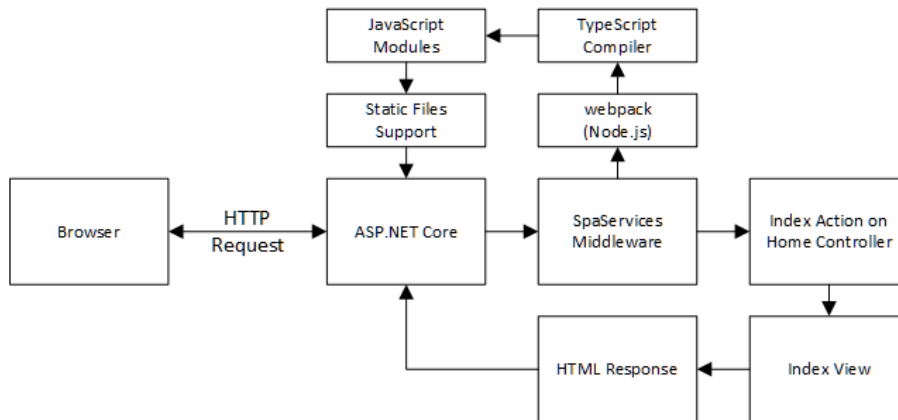 JavaScript
Modules
TypeScript
Compiler
Static Files
Support
webpack
(Node.js)
Browser
HTTP
Request
ASP.NET Core
SpaServices
Middleware
Index Action on
Home Controller
HTML Response
Index View